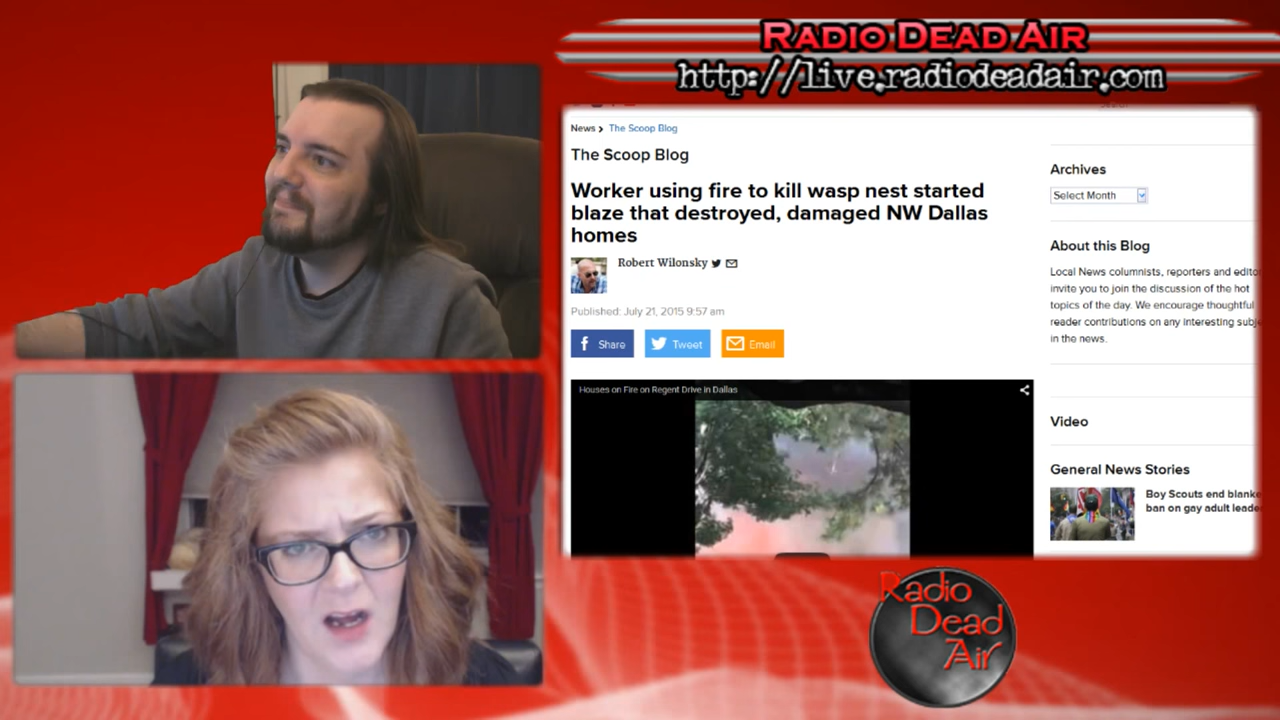 RADIO DEAD AIR
http://live.radiodeadair.com
News > The Scoop Blog
The Scoop Blog
Worker using fire to kill wasp nest started
blaze that destroyed, damaged NW Dallas
homes
Robert Wilonsky
Published: July 21, 2015 9:57 am
Share
Tweet
Email
Houses on Fire on Regent Drive in Dallas
Archives
Select Month
About this Blog
Local News columnists, reporters and edito
invite you to join the discussion of the hot
topics of the day. We encourage thoughtful
reader contributions on any interesting subje
in the news.
Video
General News Stories
Boy Scouts end blanke
ban on gay adult leade
Radio
Dead
Air